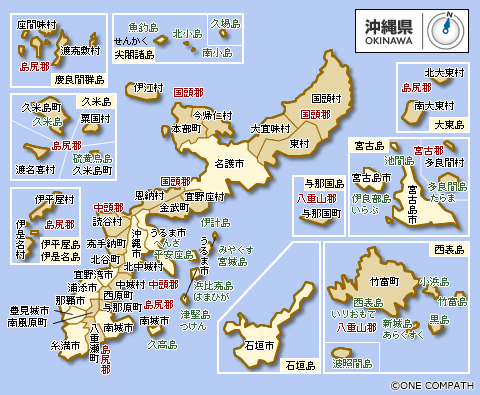 沖縄県
OKINAWA
座間味村
渡嘉敷村
島尻郡
慶良間群島
魚釣島
せんかく
尖閣諸島
北小島
久場島
南小島
久米島
久米島町
久米島
粟国村
島尻郡
渡名喜村
硫黄鳥島
久米島町
伊江村
国頭郡
今帰仁村
本部町
国頭村
国頭郡
大宜味村
東村
名護市
北大東村
島尻郡
南大東村
大東島
宮古島
池間島
宮古郡
多良間村
宮古島市
多良間島
たらま
伊良部島
いらぶ
宮古島市
与那国島
八重山郡
与那国町
伊平屋村
島尻郡
伊是名村
伊平屋島
伊是名島
国頭郡
恩納村
宜野座村
金武町
中頭郡
読谷村
嘉手納町
北谷町
宜野湾市
浦添市
那覇市
豊見城市
南風原町
糸満市
沖縄市
うるま市
へんざ
平安座島
伊計島
うるま市
みやぎす
宮城島
北中城村
中城村
中頭郡
西原町
与那原町
島尻郡
浜比嘉島
はまひが
津堅島
つけん
南城市
南城市
久高島
八重瀬町
島尻郡
石垣市
石垣島
西表島
竹富町
小浜島
竹富島
西表島
いりおもて
八重山郡
黒島
新城島
あらくすく
波照間島
©ONE COMPATH